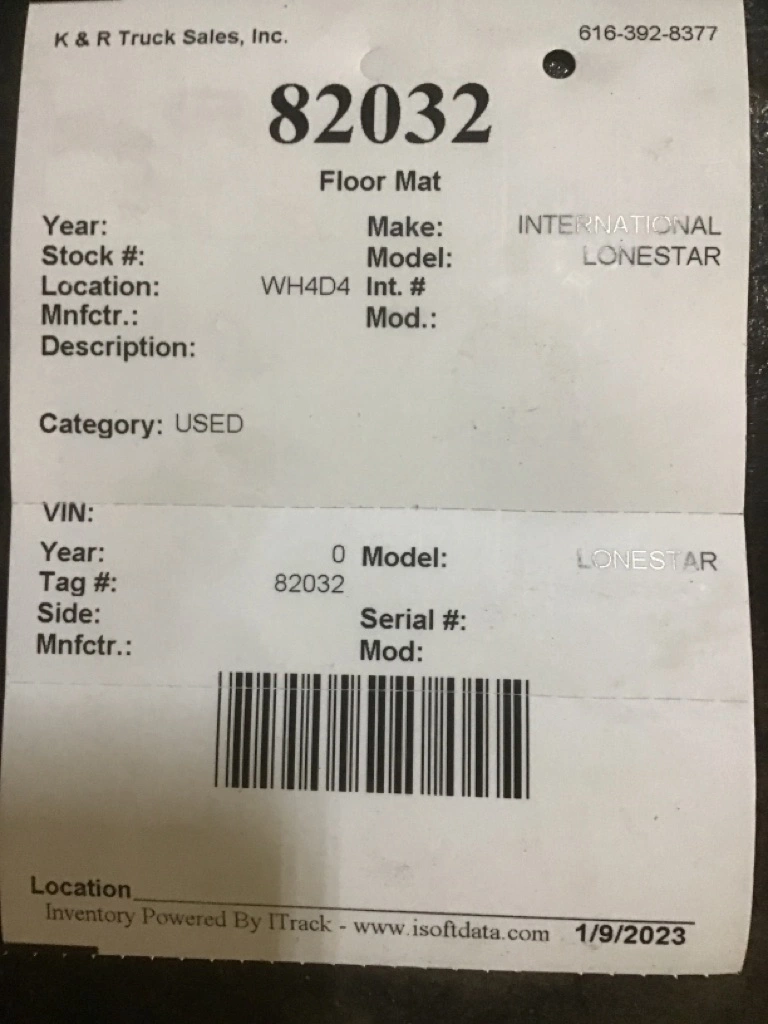 K & R Truck Sales, Inc. 616-392-8377
82032
Floor Mat
Year: Make: INTERNATIONAL
Stock #: Model: LONESTAR
Location: WH4D4 Int. #
Mnfctr.: Mod.:
Description:
Category: USED
VIN:
Year: 0 Model: LONESTAR
Tag #: 82032
Side: Serial #:
Mnfctr.: Mod:
Location
Inventory Powered By ITrack - www.isoftdata.com 1/9/2023